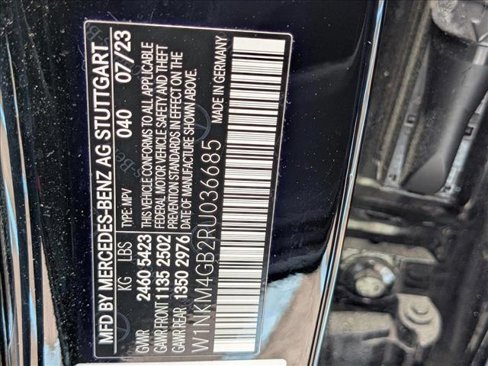 MFD BY MERCEDES-BENZ AG STUTTGART
KG LBS 040 07/23
GVWR 2460 5423 TYPE: MPV
GAWR FRONT 1135 2502
GAWR REAR 1350 2976
THIS VEHICLE CONFORMS TO ALL APPLICABLE
FEDERAL MOTOR VEHICLE SAFETY AND THEFT
PREVENTION STANDARDS IN EFFECT ON THE
DATE OF MANUFACTURE SHOWN ABOVE.
W1NKM4GB2RU036685
MADE IN GERMANY